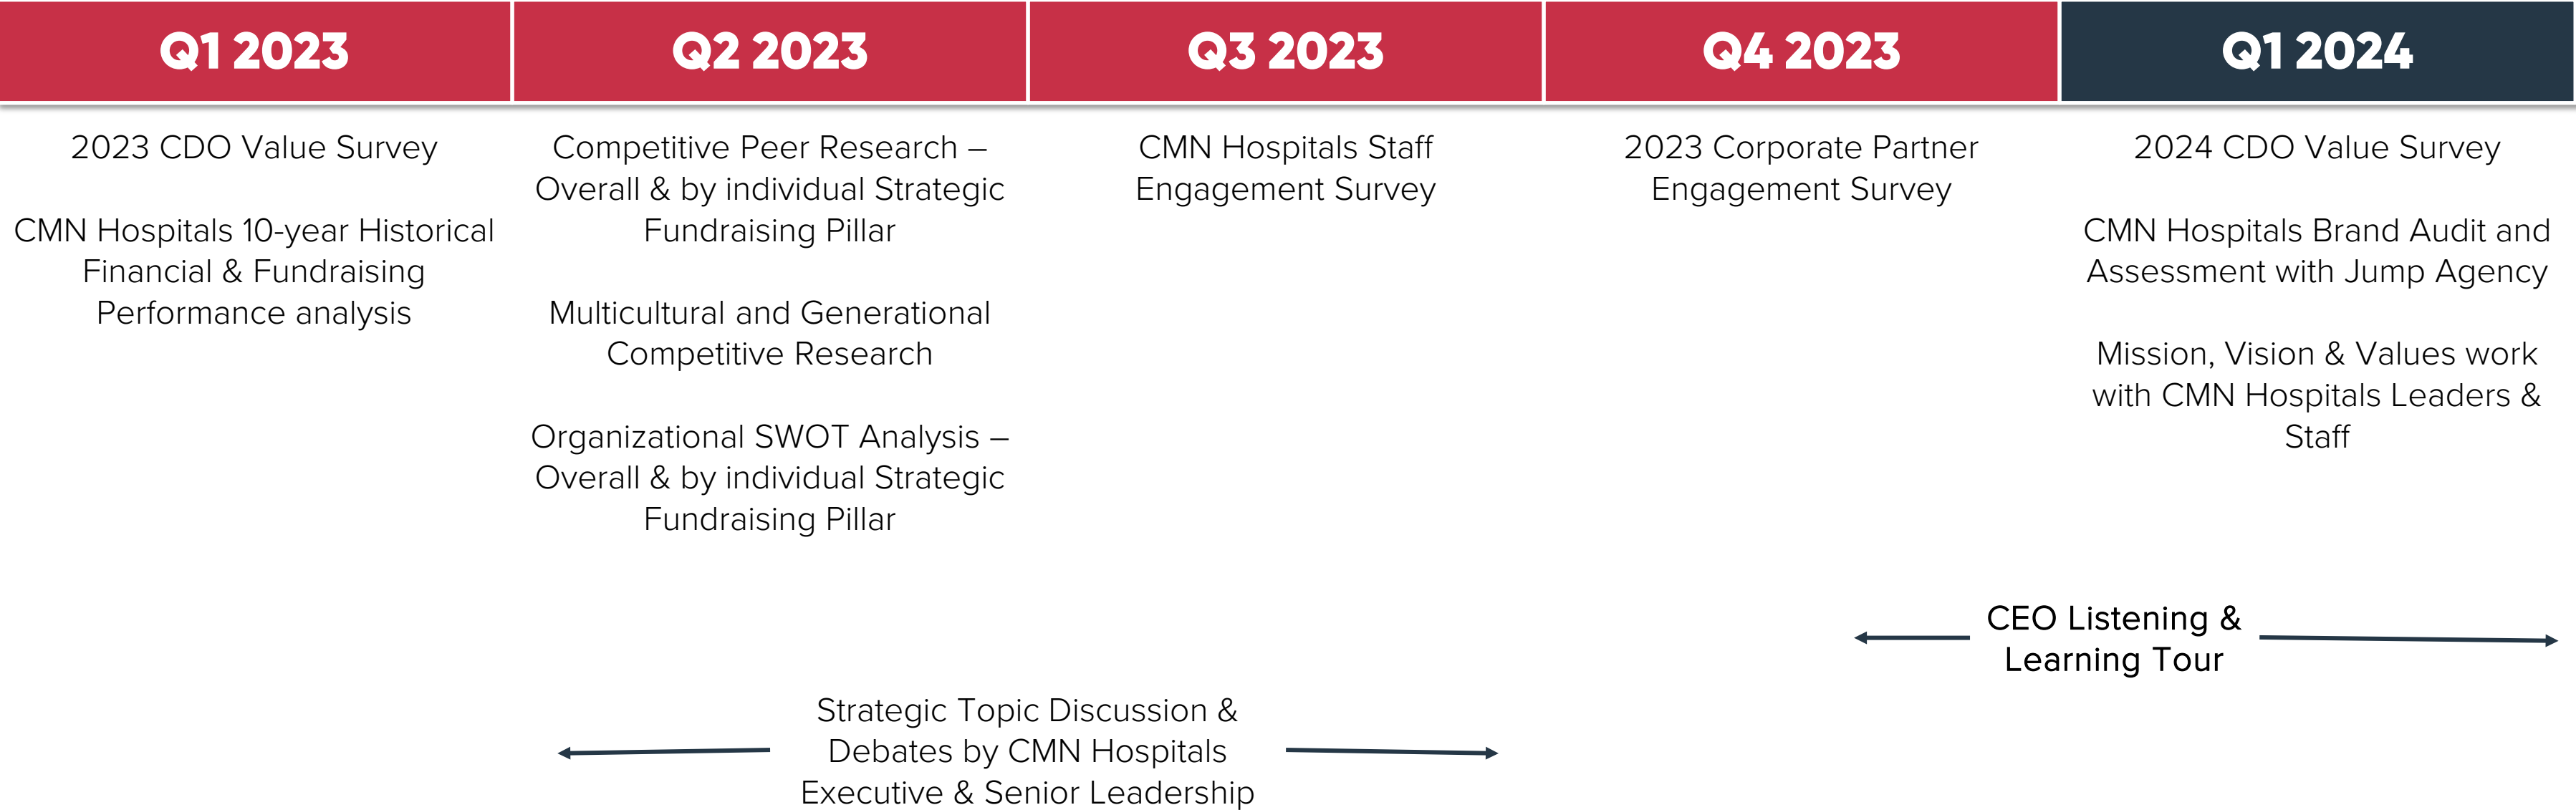 Q1 2023
Q2 2023
Q3 2023
Q4 2023
Q1 2024
2023 CDO Value Survey
CMN Hospitals 10-year Historical
Financial & Fundraising
Performance analysis
Competitive Peer Research –
Overall & by individual Strategic
Fundraising Pillar
Multicultural and Generational
Competitive Research
Organizational SWOT Analysis –
Overall & by individual Strategic
Fundraising Pillar
CMN Hospitals Staff
Engagement Survey
2023 Corporate Partner
Engagement Survey
2024 CDO Value Survey
CMN Hospitals Brand Audit and
Assessment with Jump Agency
Mission, Vision & Values work
with CMN Hospitals Leaders &
Staff
CEO Listening &
Learning Tour
Strategic Topic Discussion &
Debates by CMN Hospitals
Executive & Senior Leadership